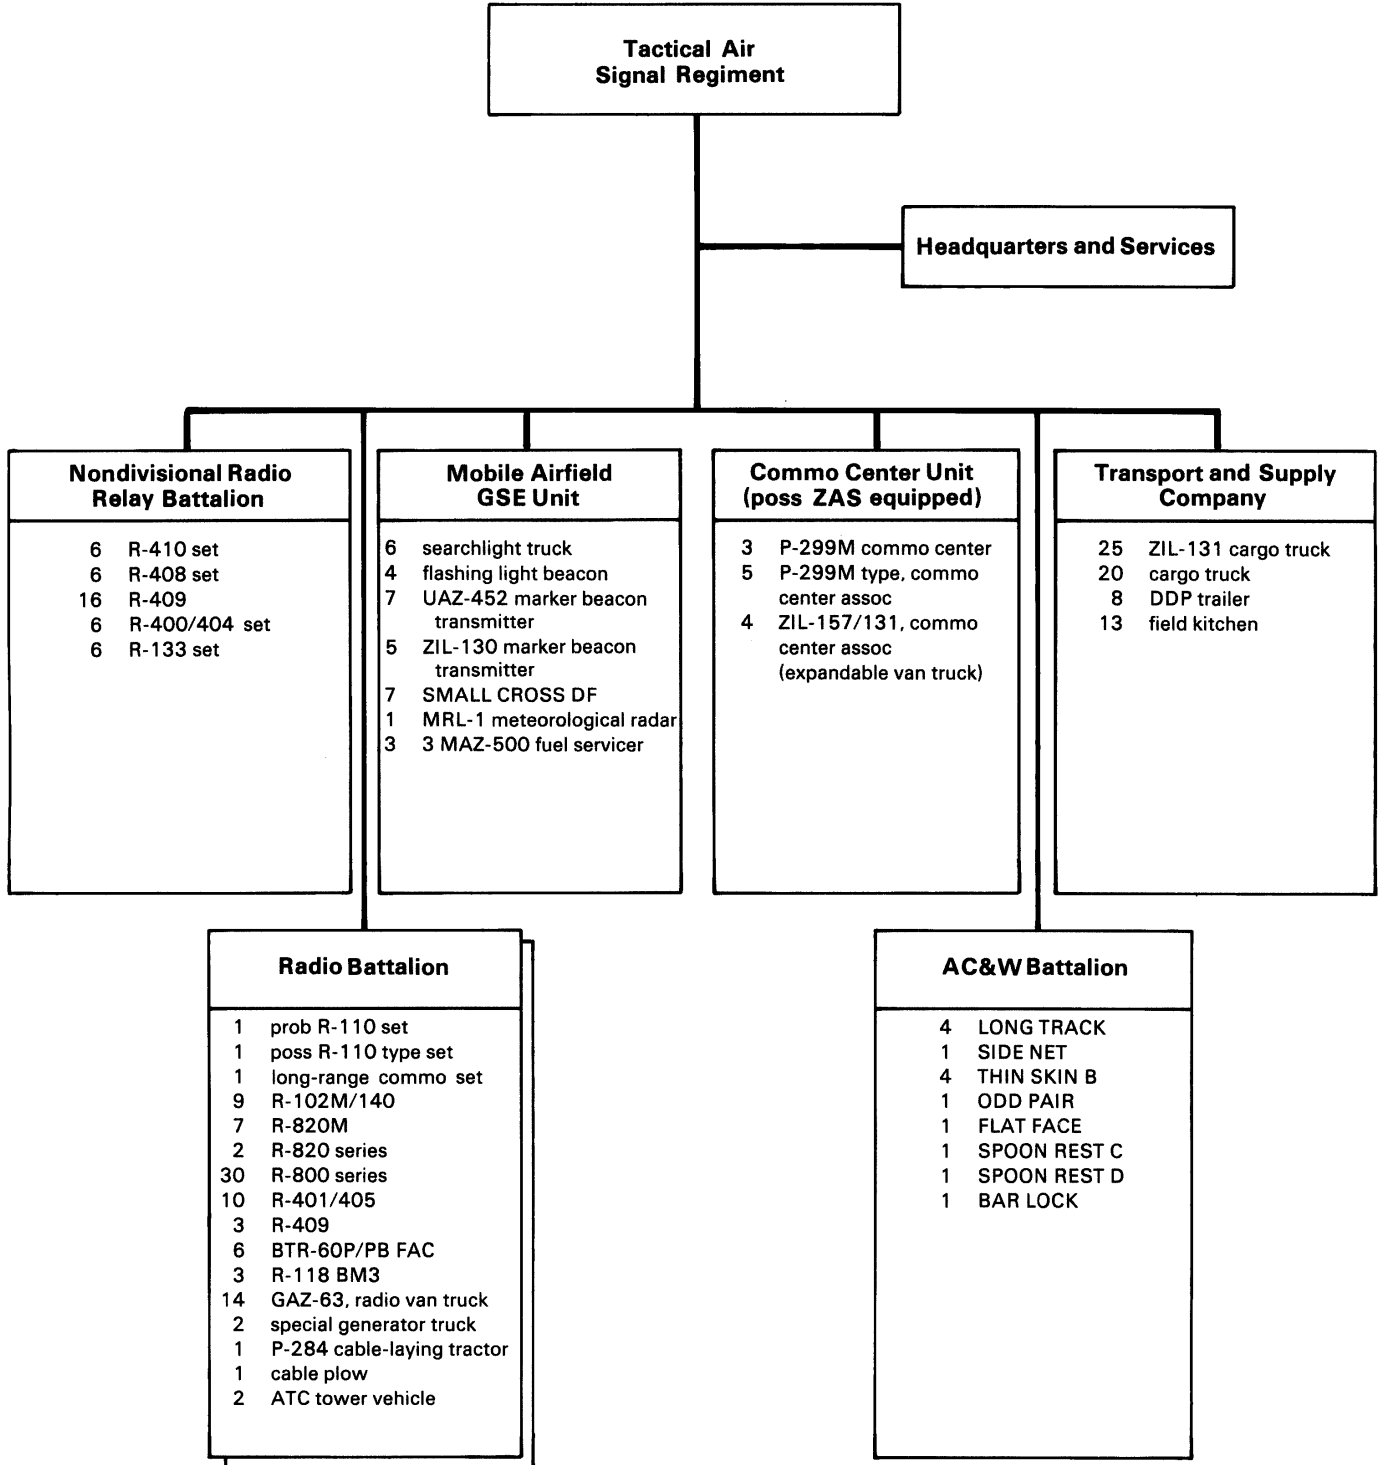 Tactical Air
Signal Regiment
Headquarters and Services
Nondivisional Radio
Relay Battalion
6 R-410 set
6 R-408 set
16 R-409
6 R-400/404 set
6 R-133 set
Mobile Airfield
GSE Unit
6 searchlight truck
4 flashing light beacon
7 UAZ-452 marker beacon
transmitter
5 ZIL-130 marker beacon
transmitter
7 SMALL CROSS DF
1 MRL-1 meteorological radar
3 3 MAZ-500 fuel servicer
Commo Center Unit
(poss ZAS equipped)
3 P-299M commo center
5 P-299M type, commo
center assoc
4 ZIL-157/131, commo
center assoc
(expandable van truck)
Transport and Supply
Company
25 ZIL-131 cargo truck
20 cargo truck
8 DDP trailer
13 field kitchen
Radio Battalion
1 prob R-110 set
1 poss R-110 type set
1 long-range commo set
9 R-102M/140
7 R-820M
2 R-820 series
30 R-800 series
10 R-401/405
3 R-409
6 BTR-60P/PB FAC
3 R-118 BM3
14 GAZ-63, radio van truck
2 special generator truck
1 P-284 cable-laying tractor
1 cable plow
2 ATC tower vehicle
AC&W Battalion
4 LONG TRACK
1 SIDE NET
4 THIN SKIN B
1 ODD PAIR
1 FLAT FACE
1 SPOON REST C
1 SPOON REST D
1 BAR LOCK